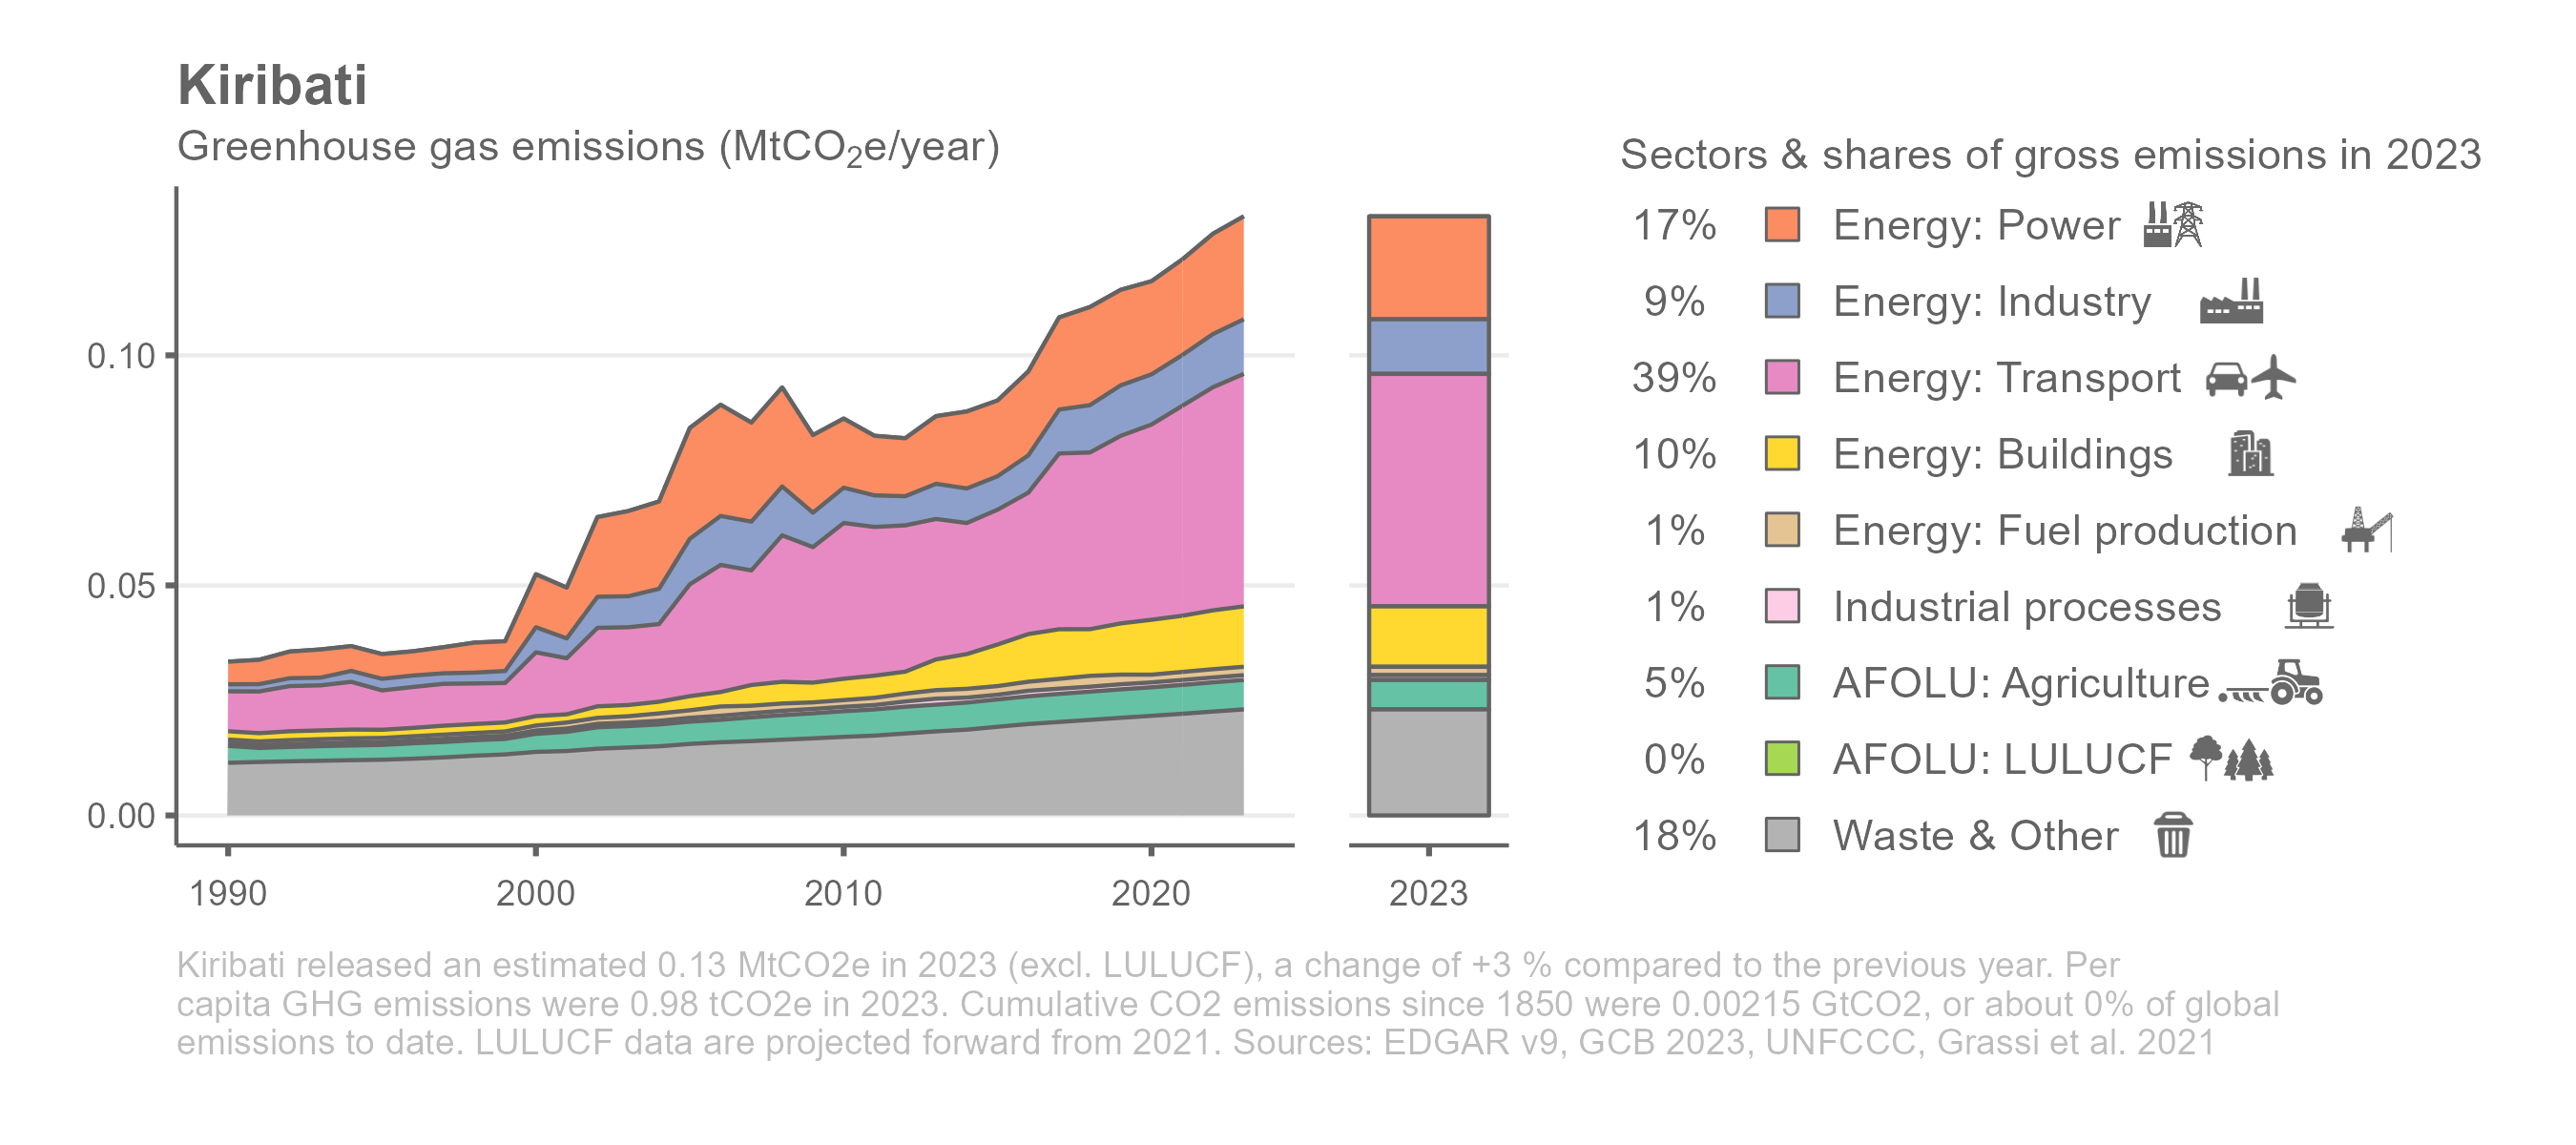 Kiribati
Greenhouse gas emissions (MtCO₂e/year)
0.10
0.05
0.00
1990 2000 2010 2020 2023
Sectors & shares of gross emissions in 2023
17% Energy: Power
9% Energy: Industry
39% Energy: Transport
10% Energy: Buildings
1% Energy: Fuel production
1% Industrial processes
5% AFOLU: Agriculture
0% AFOLU: LULUCF
18% Waste & Other
Kiribati released an estimated 0.13 MtCO2e in 2023 (excl. LULUCF), a change of +3 % compared to the previous year. Per
capita GHG emissions were 0.98 tCO2e in 2023. Cumulative CO2 emissions since 1850 were 0.00215 GtCO2, or about 0% of global
emissions to date. LULUCF data are projected forward from 2021. Sources: EDGAR v9, GCB 2023, UNFCCC, Grassi et al. 2021